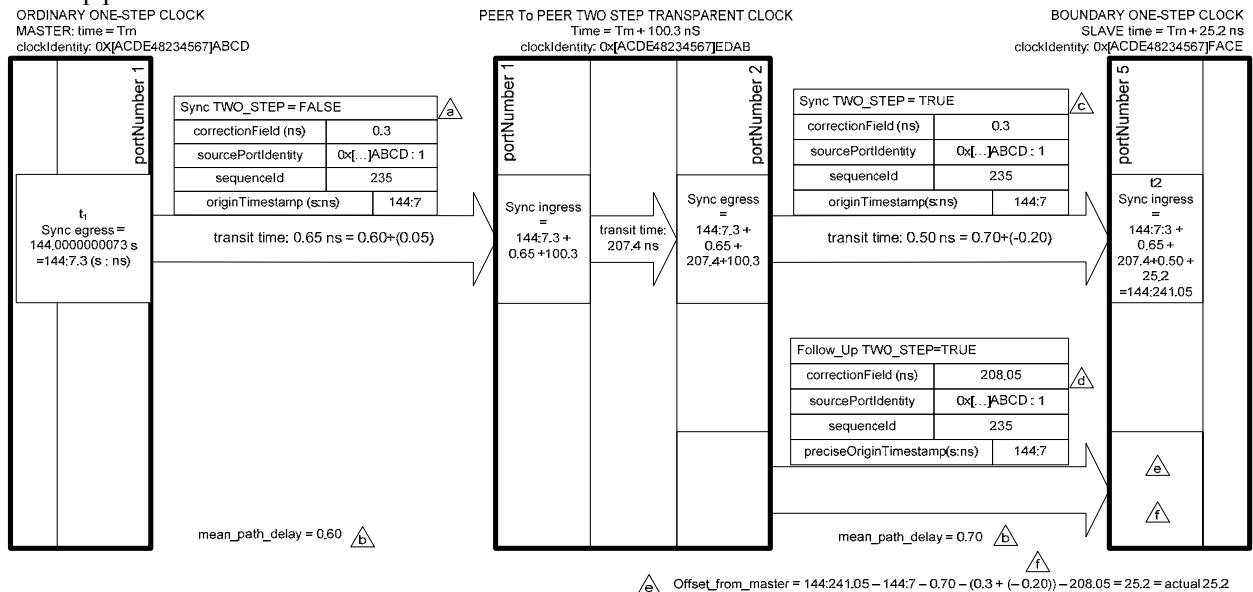 ORDINARY ONE-STEP CLOCK
MASTER: time = Tm
clockIdentity: 0X[ACDE48234567]ABCD
PEER To PEER TWO STEP TRANSPARENT CLOCK
Time = Tm + 100.3 nS
clockIdentity: 0X[ACDE48234567]EDAB
BOUNDARY ONE-STEP CLOCK
SLAVE time = Tm + 25.2 ns
clockIdentity: 0x[ACDE48234567]FACE
portNumber 1
Sync TWO_STEP = FALSE
a
correctionField (ns) 0.3
sourcePortIdentity 0x[...]ABCD : 1
sequenceId 235
originTimestamp (s:ns) 144:7
portNumber 1
portNumber 2
Sync TWO_STEP = TRUE
c
correctionField (ns) 0.3
sourcePortIdentity 0x[...]ABCD : 1
sequenceId 235
originTimestamp(s:ns) 144:7
portNumber 5
t1
Sync egress =
144.0000000073 s
=144:7.3 (s : ns)
transit time: 0.65 ns = 0.60+(0.05)
Sync ingress
=
144:7.3 +
0.65 +100.3
transit time:
207.4 ns
Sync egress
=
144:7.3 +
0.65 +
207.4+100.3
transit time: 0.50 ns = 0.70+(-0.20)
t2
Sync ingress
=
144:7:3 +
0.65 +
207.4+0.50 +
25.2
=144:241.05
Follow_Up TWO_STEP=TRUE
correctionField (ns) 208.05
d
sourcePortIdentity 0x[...]ABCD : 1
sequenceId 235
preciseOriginTimestamp(s:ns) 144:7
e
f
mean_path_delay = 0.60 b
mean_path_delay = 0.70 b
f
e Offset_from_master = 144:241.05 – 144:7 – 0.70 – (0.3 + (–0.20)) – 208.05 = 25.2 = actual 25.2